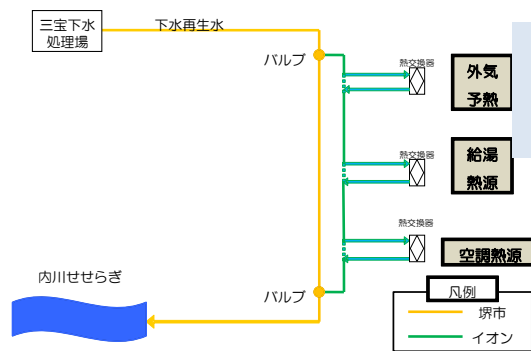 三宝下水
処理場
下水再生水
バルブ
熱交換器
外気
予熱
熱交換器
給湯
熱源
熱交換器
空調熱源
内川せせらぎ
バルブ
凡例
堺市
イオン